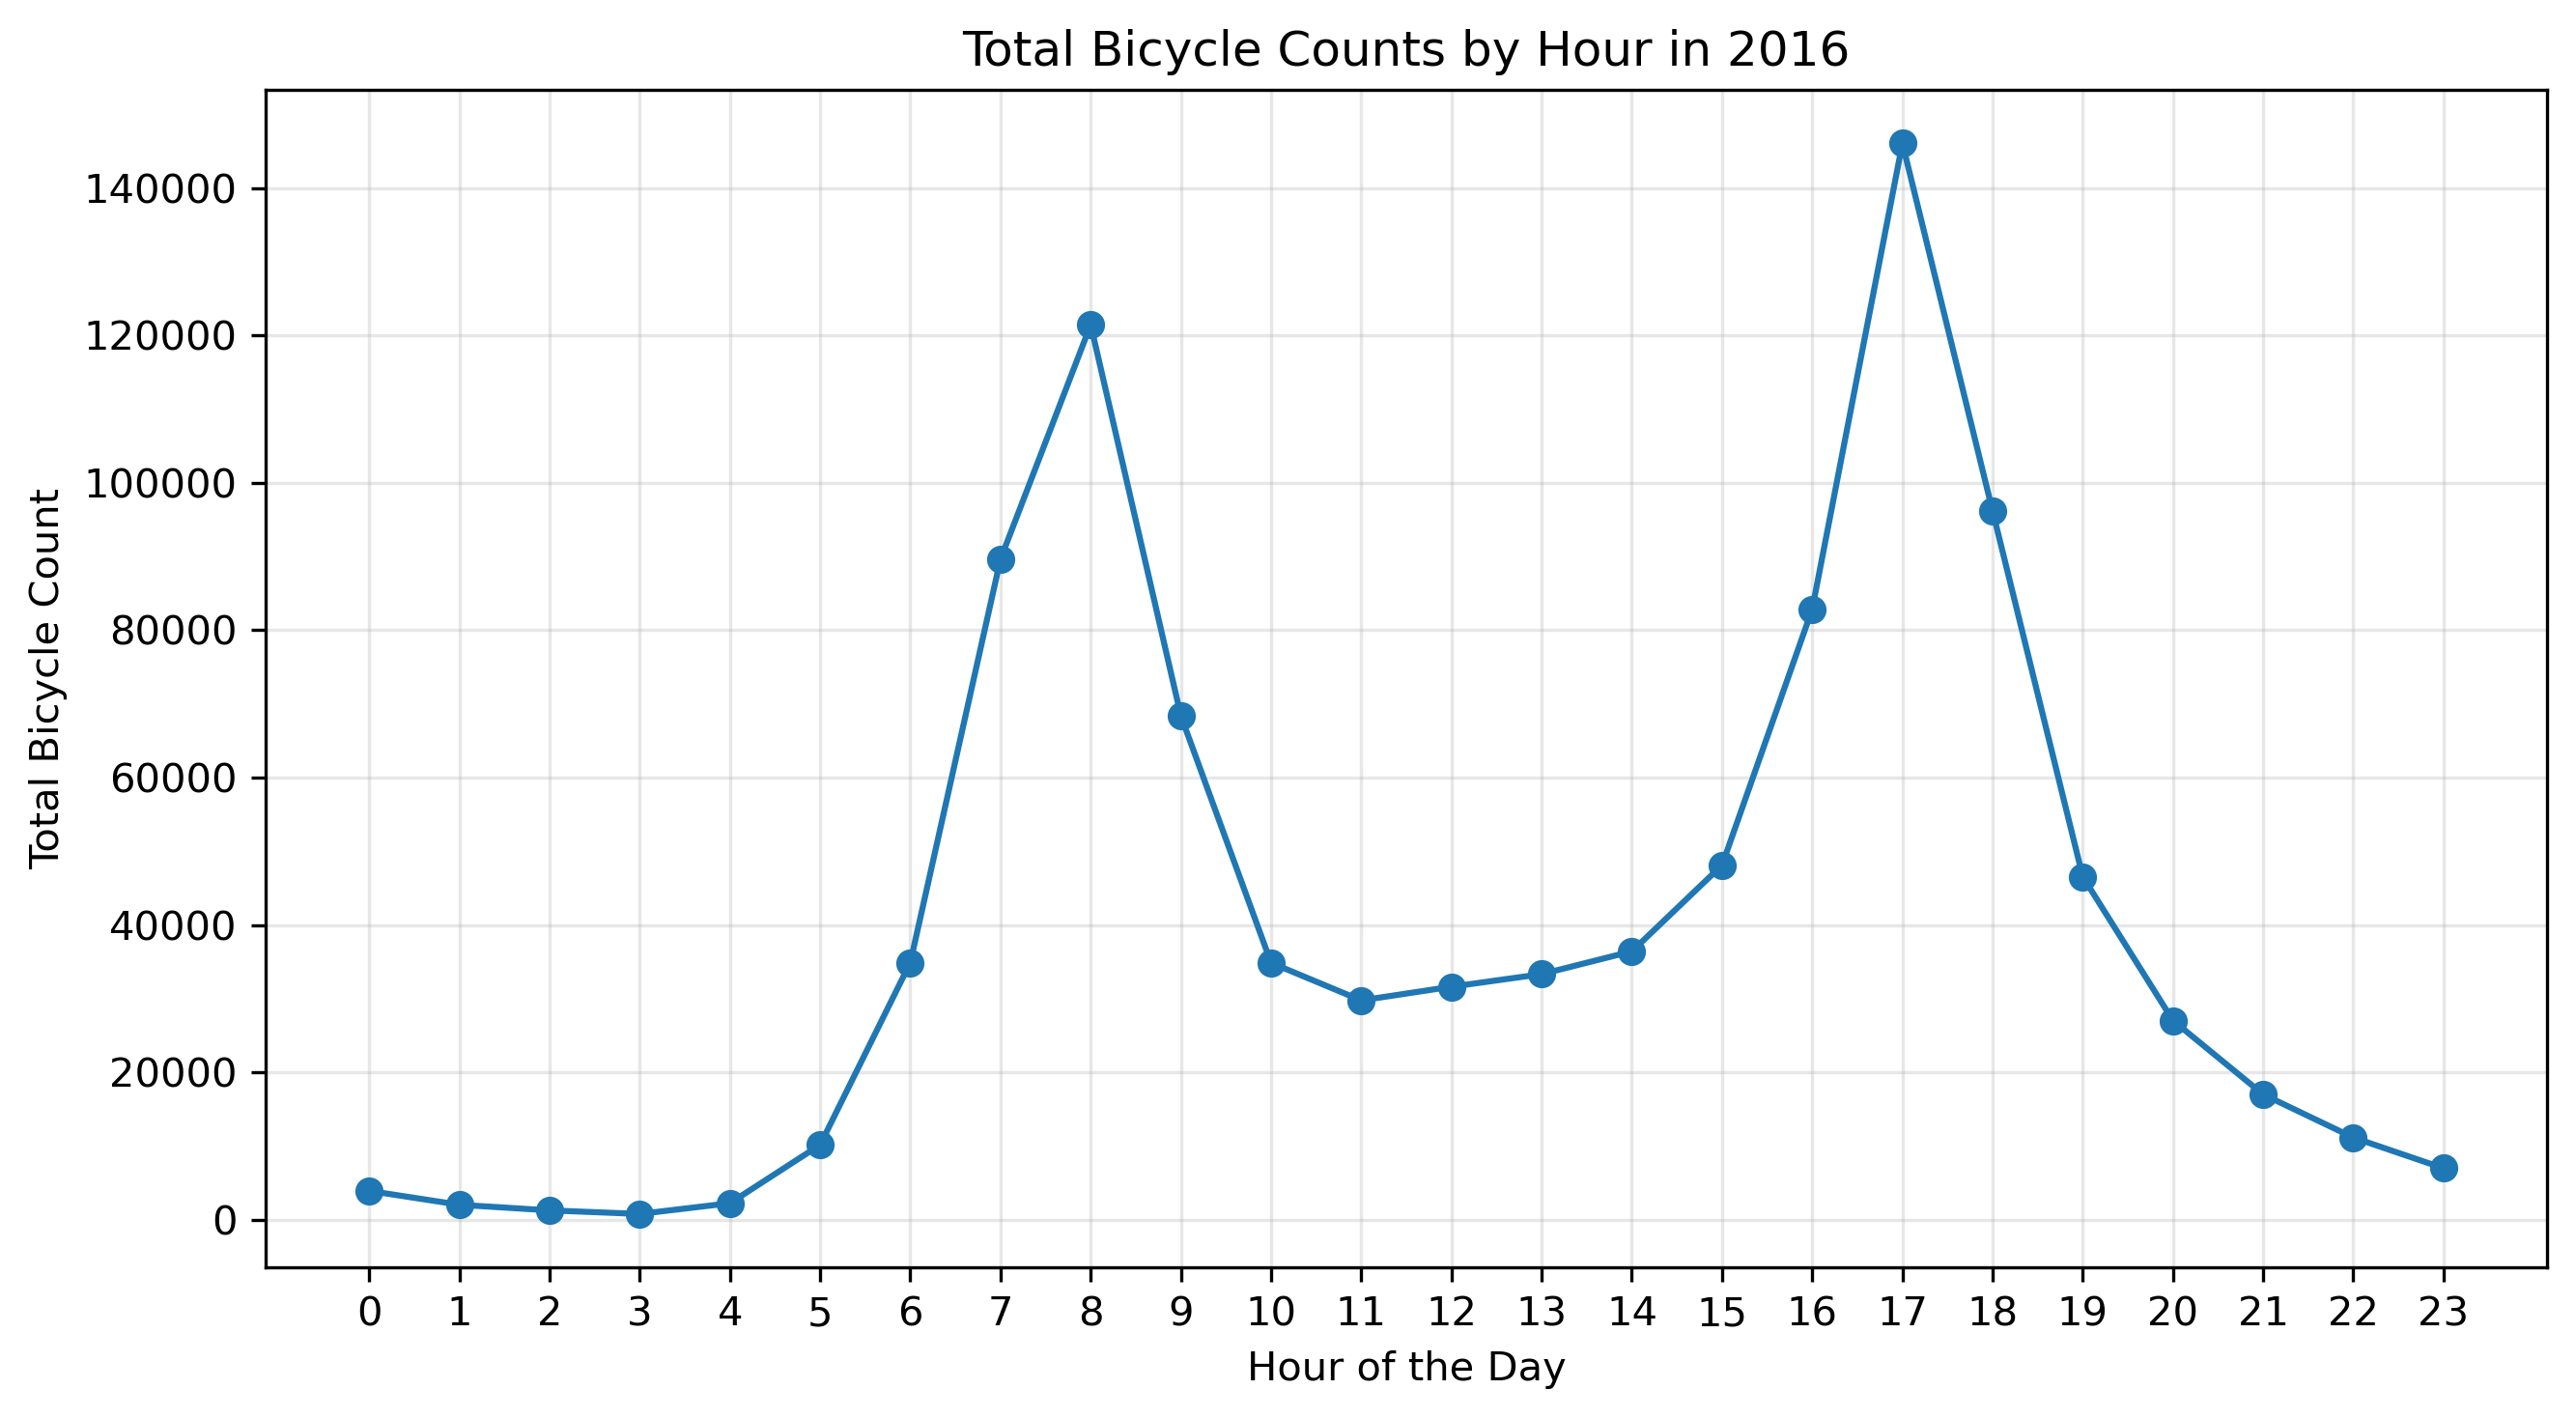 Total Bicycle Counts by Hour in 2016
Total Bicycle Count
140000
120000
100000
80000
60000
40000
20000
0
0 1 2 3 4 5 6 7 8 9 10 11 12 13 14 15 16 17 18 19 20 21 22 23
Hour of the Day